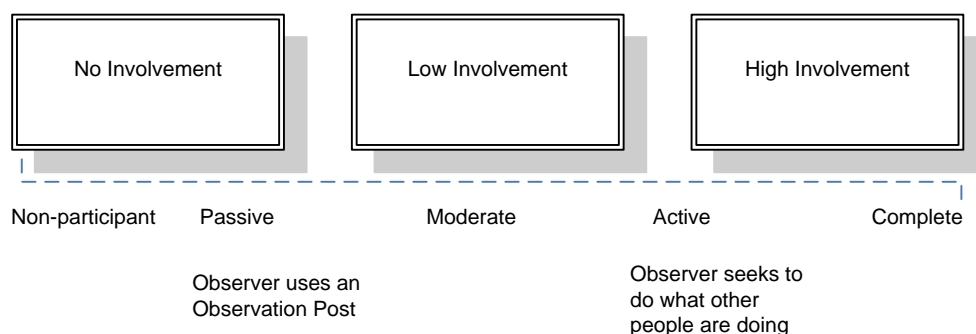 No Involvement
Low Involvement
High Involvement
Non-participant
Passive
Moderate
Active
Complete
Observer uses an
Observation Post
Observer seeks to
do what other
people are doing